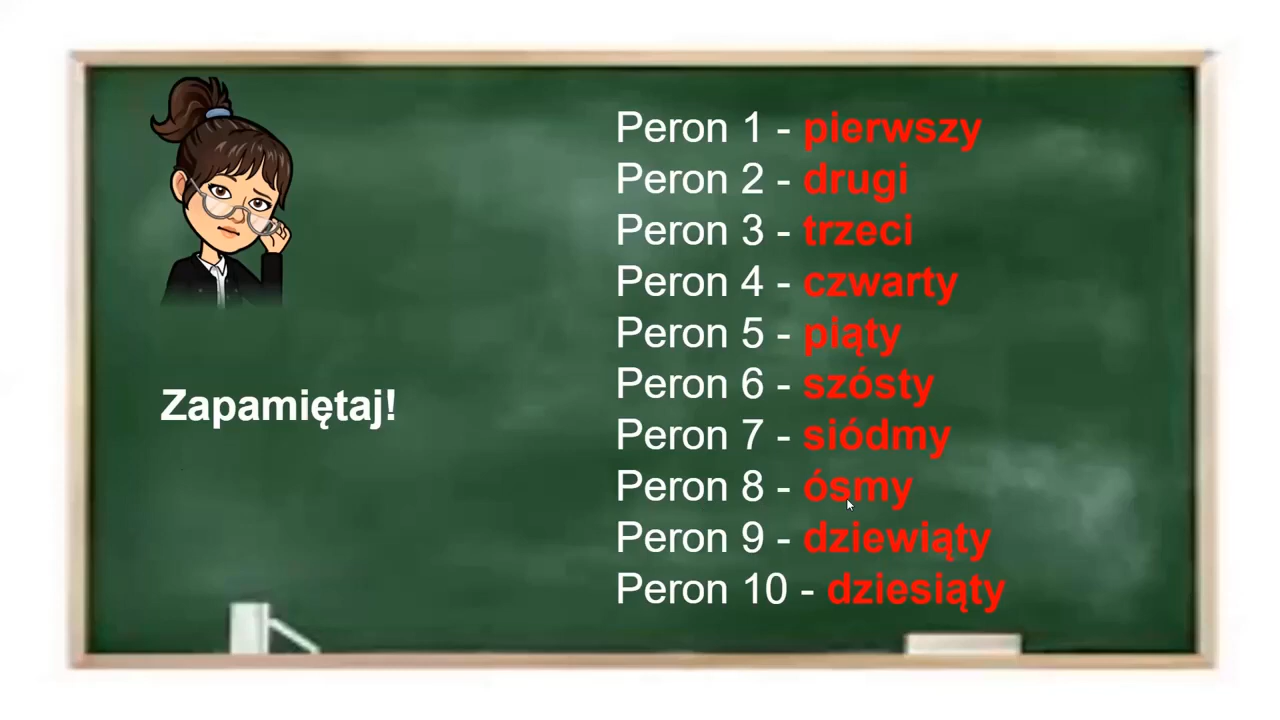 Peron 1 - pierwszy
Peron 2 - drugi
Peron 3 - trzeci
Peron 4 - czwarty
Peron 5 - piąty
Peron 6 - szósty
Peron 7 - siódmy
Peron 8 - ósmy
Peron 9 - dziewiąty
Peron 10 - dziesiąty
Zapamiętaj!